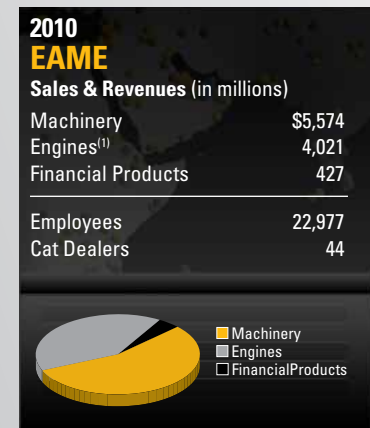 2010
EAME
Sales & Revenues (in millions)
Machinery $5,574
Engines(1) 4,021
Financial Products 427
Employees 22,977
Cat Dealers 44
Machinery
Engines
FinancialProducts